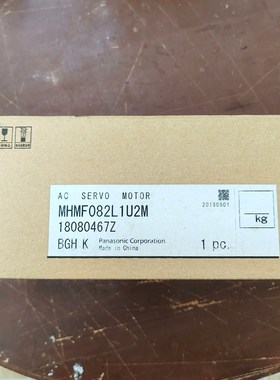 AC SERVO MOTOR
20180801
MHMF082L1U2M
18080467Z
kg
BGH K Panasonic Corporation 1 pc.
Made in China